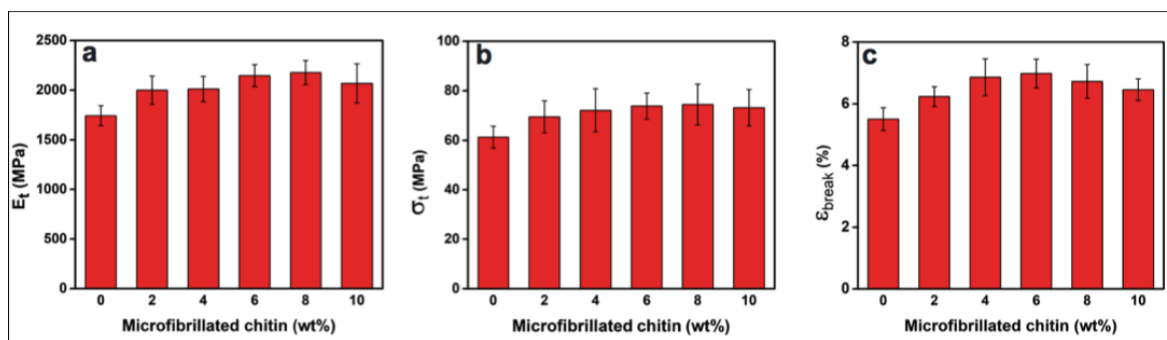 a
2500
2000
1500
1000
500
0
E_t (MPa)
0 2 4 6 8 10
Microfibrillated chitin (wt%)
b
100
80
60
40
20
0
σ_t (MPa)
0 2 4 6 8 10
Microfibrillated chitin (wt%)
c
8
6
4
2
0
ε_break (%)
0 2 4 6 8 10
Microfibrillated chitin (wt%)